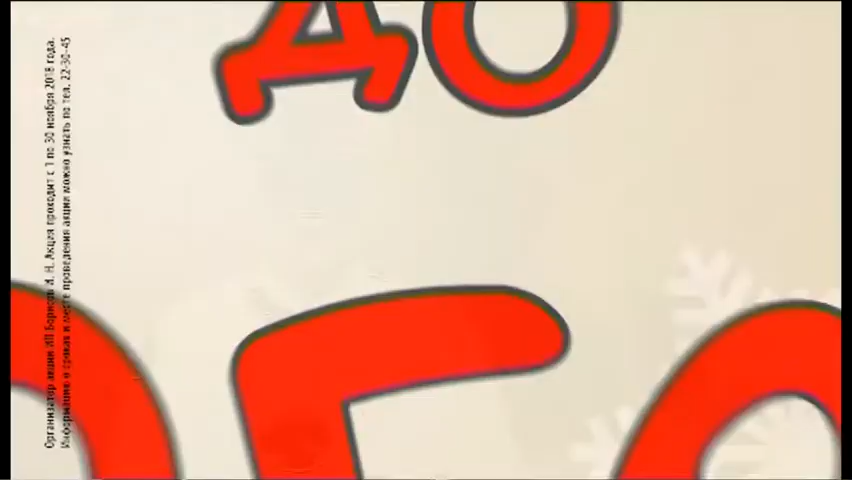 ДО
Организатор акции ИП Борисов А. Н. Акция проходит с 1 по 30 ноября 2018 года.
Информацию о сроках и месте проведения акции можно узнать по тел. 22-30-45